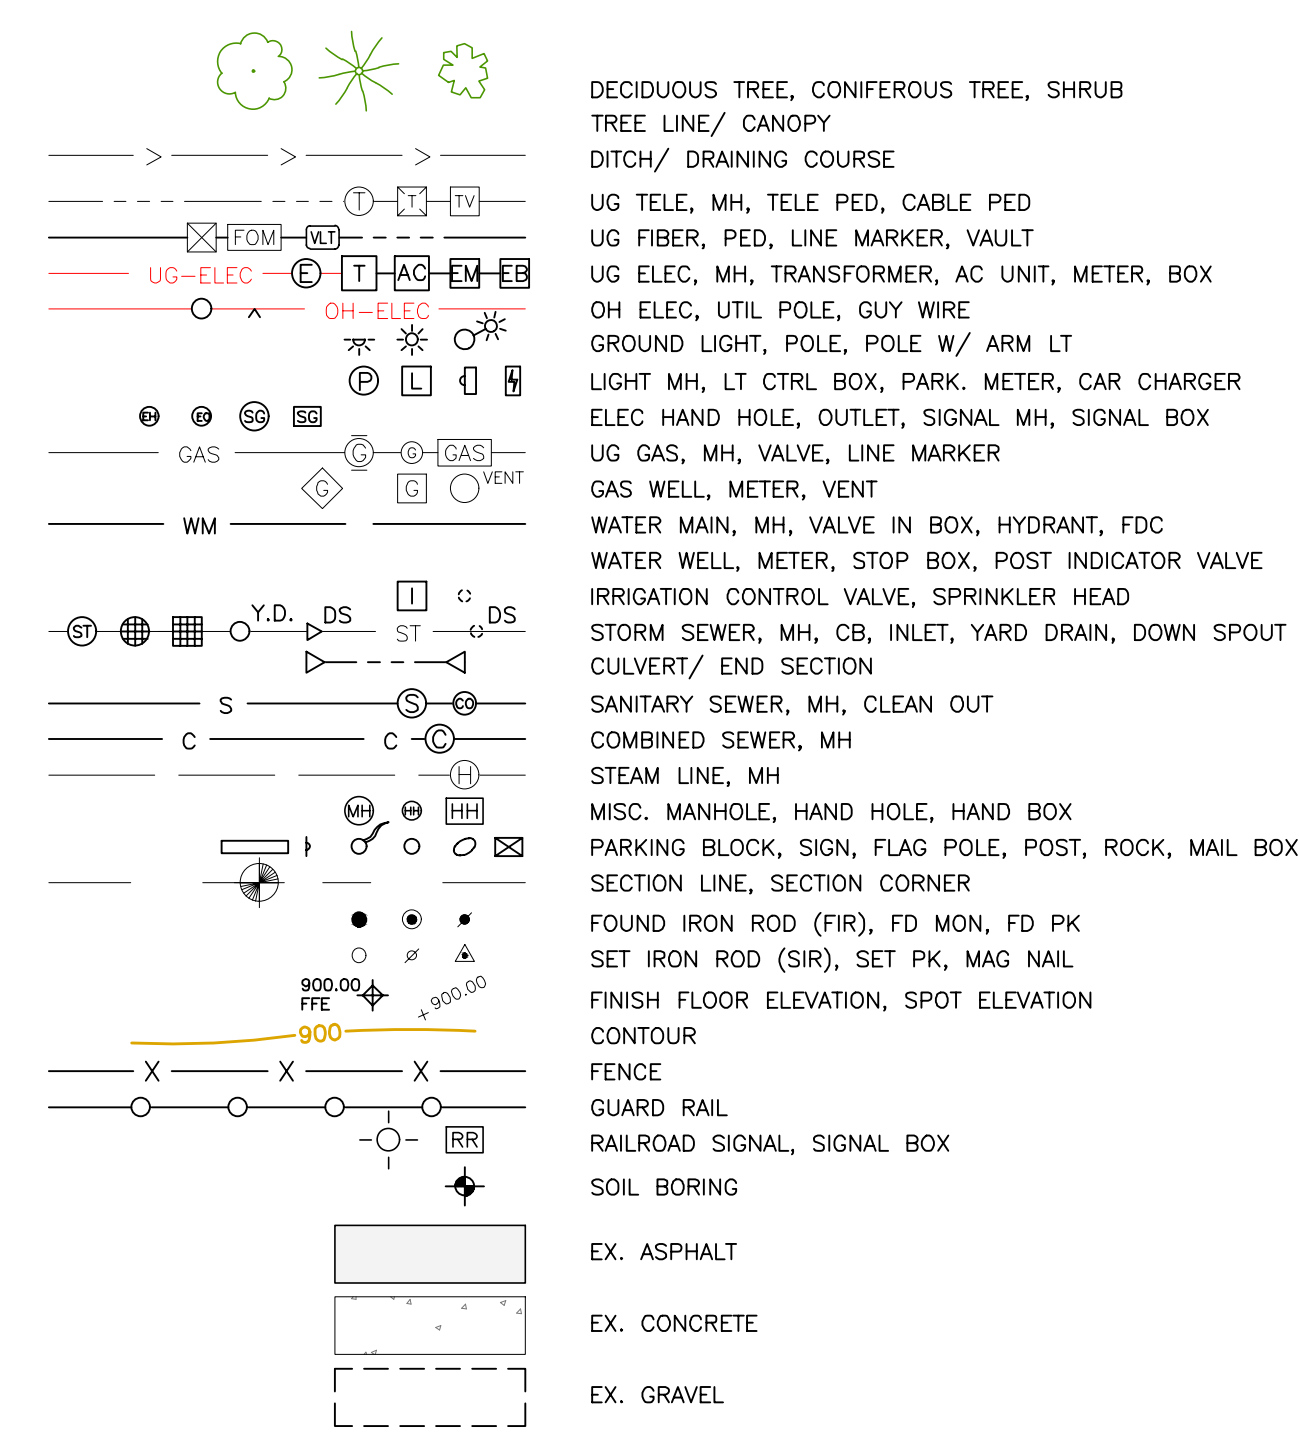 DECIDUOUS TREE, CONIFEROUS TREE, SHRUB
TREE LINE/ CANOPY
DITCH/ DRAINING COURSE
T T TV UG TELE, MH, TELE PED, CABLE PED
FOM VLT UG FIBER, PED, LINE MARKER, VAULT
UG-ELEC E T AC EM EB UG ELEC, MH, TRANSFORMER, AC UNIT, METER, BOX
OH-ELEC OH ELEC, UTIL POLE, GUY WIRE
GROUND LIGHT, POLE, POLE W/ ARM LT
P L LIGHT MH, LT CTRL BOX, PARK. METER, CAR CHARGER
EH EO SG SG ELEC HAND HOLE, OUTLET, SIGNAL MH, SIGNAL BOX
GAS G G GAS UG GAS, MH, VALVE, LINE MARKER
G G VENT GAS WELL, METER, VENT
WM WATER MAIN, MH, VALVE IN BOX, HYDRANT, FDC
WATER WELL, METER, STOP BOX, POST INDICATOR VALVE
I IRRIGATION CONTROL VALVE, SPRINKLER HEAD
ST Y.D. DS ST DS STORM SEWER, MH, CB, INLET, YARD DRAIN, DOWN SPOUT
CULVERT/ END SECTION
S S CO SANITARY SEWER, MH, CLEAN OUT
C C C COMBINED SEWER, MH
H STEAM LINE, MH
MH HH HH MISC. MANHOLE, HAND HOLE, HAND BOX
PARKING BLOCK, SIGN, FLAG POLE, POST, ROCK, MAIL BOX
SECTION LINE, SECTION CORNER
FOUND IRON ROD (FIR), FD MON, FD PK
SET IRON ROD (SIR), SET PK, MAG NAIL
900.00
FFE +900.00 FINISH FLOOR ELEVATION, SPOT ELEVATION
900 CONTOUR
X X X FENCE
GUARD RAIL
RR RAILROAD SIGNAL, SIGNAL BOX
SOIL BORING
EX. ASPHALT
EX. CONCRETE
EX. GRAVEL